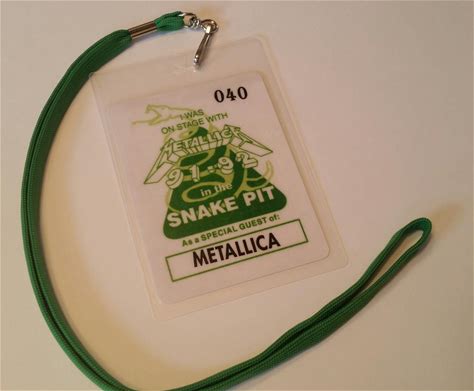 040
I WAS
ON STAGE WITH
METALLICA
91-92
in the
SNAKE PIT
As a SPECIAL GUEST of:
METALLICA